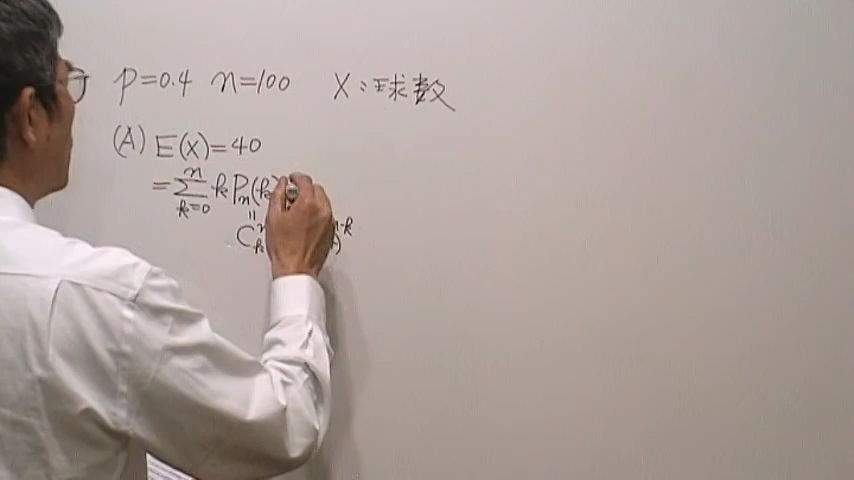 p=0.4 n=100 X:球数
(A) E(X)=40
n
= Σ k Pn(k)
k=0
॥
C n
k
n-k